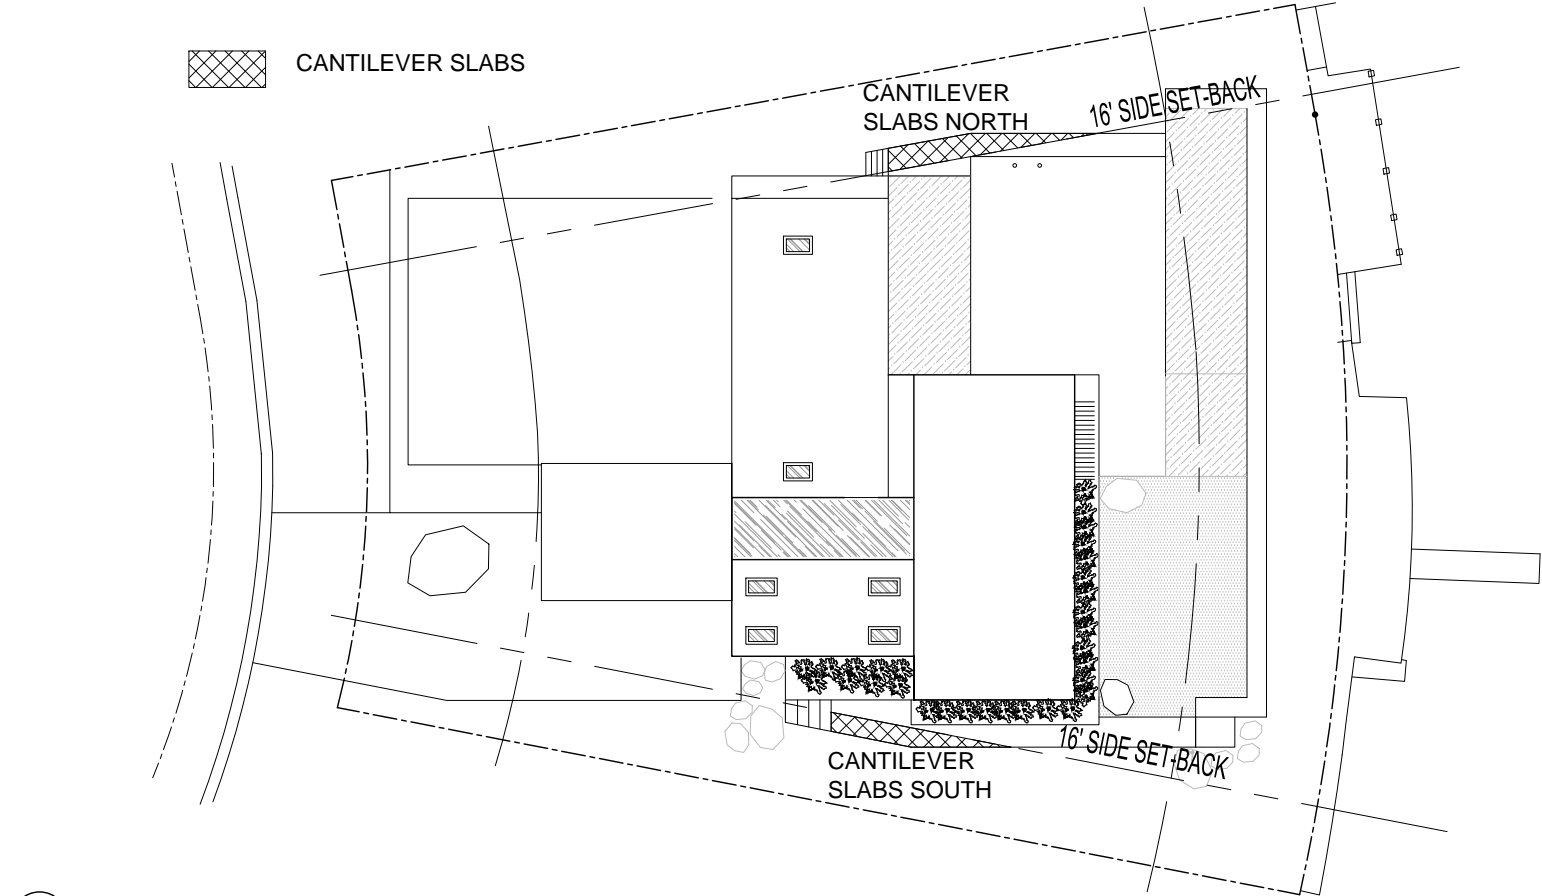 CANTILEVER SLABS
CANTILEVER
SLABS NORTH
16' SIDE SET-BACK
16' SIDE SET-BACK
CANTILEVER
SLABS SOUTH